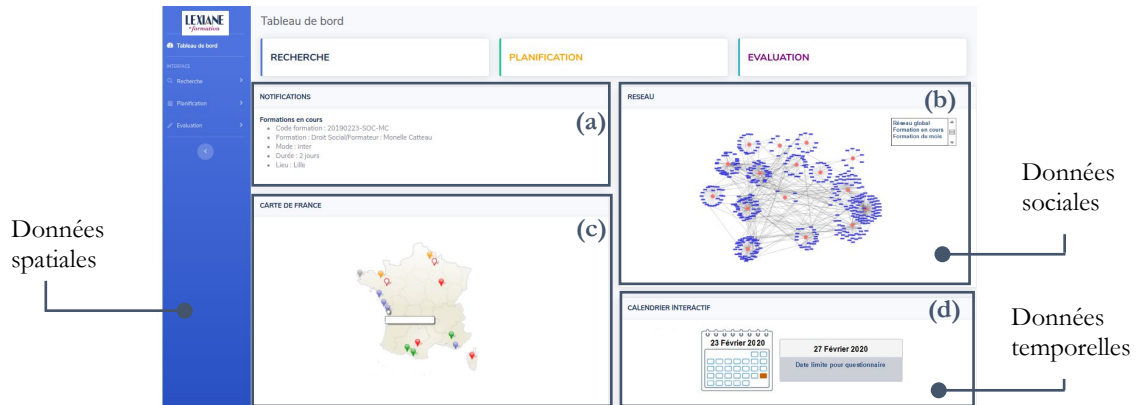 LEXIANE
formation
Tableau de bord
INTERFACE
Recherche
Planification
Evaluation
Tableau de bord
RECHERCHE
PLANIFICATION
EVALUATION
NOTIFICATIONS
(a)
Formations en cours
Code formation : 20190223-SOC-MC
Formation : Droit Social/Formateur : Monelle Catteau
Mode : inter
Durée : 2 jours
Lieu : Lille
RESEAU
(b)
Réseau global
Formation en cours
Formation du mois
CARTE DE FRANCE
(c)
CALENDRIER INTERACTIF
(d)
23 Février 2020
27 Février 2020
Date limite pour questionnaire
Données
spatiales
Données
sociales
Données
temporelles